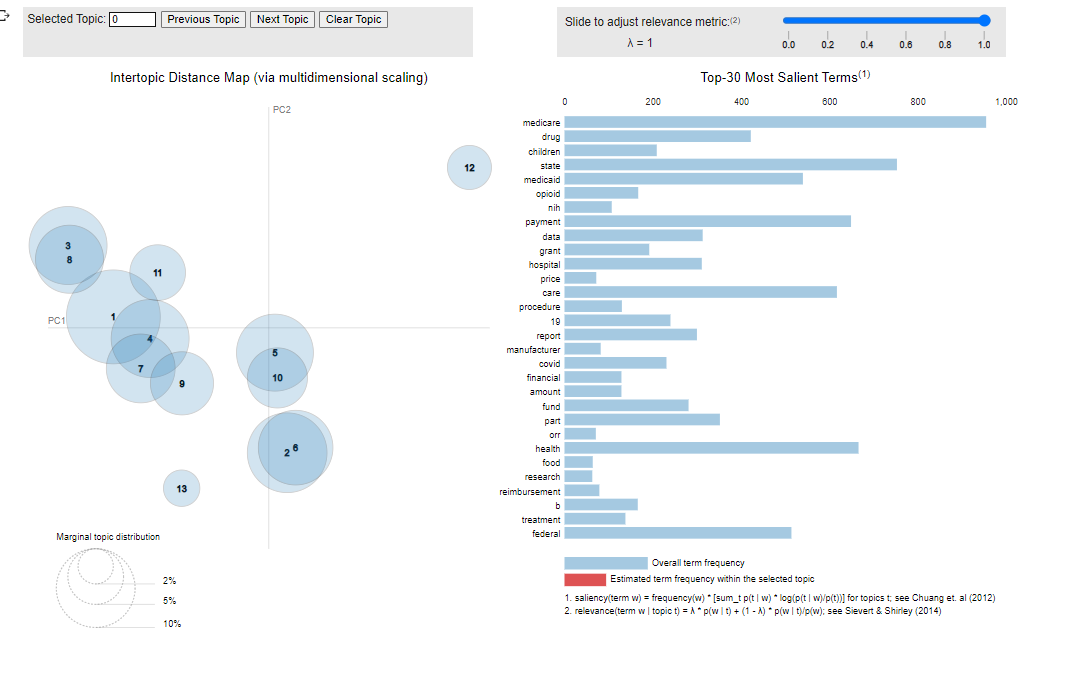 Selected Topic: 0 Previous Topic Next Topic Clear Topic
Slide to adjust relevance metric:(2)
λ = 1
0.0 0.2 0.4 0.6 0.8 1.0
Intertopic Distance Map (via multidimensional scaling)
PC2
PC1
12
3
8
11
1
4
7
9
5
10
2 6
13
Marginal topic distribution
2%
5%
10%
Top-30 Most Salient Terms(1)
0 200 400 600 800 1,000
medicare
drug
children
state
medicaid
opioid
nih
payment
data
grant
hospital
price
care
procedure
19
report
manufacturer
covid
financial
amount
fund
part
orr
health
food
research
reimbursement
b
treatment
federal
Overall term frequency
Estimated term frequency within the selected topic
1. saliency(term w) = frequency(w) * [sum_t p(t | w) * log(p(t | w)/p(t))] for topics t; see Chuang et. al (2012)
2. relevance(term w | topic t) = λ * p(w | t) + (1 - λ) * p(w | t)/p(w); see Sievert & Shirley (2014)